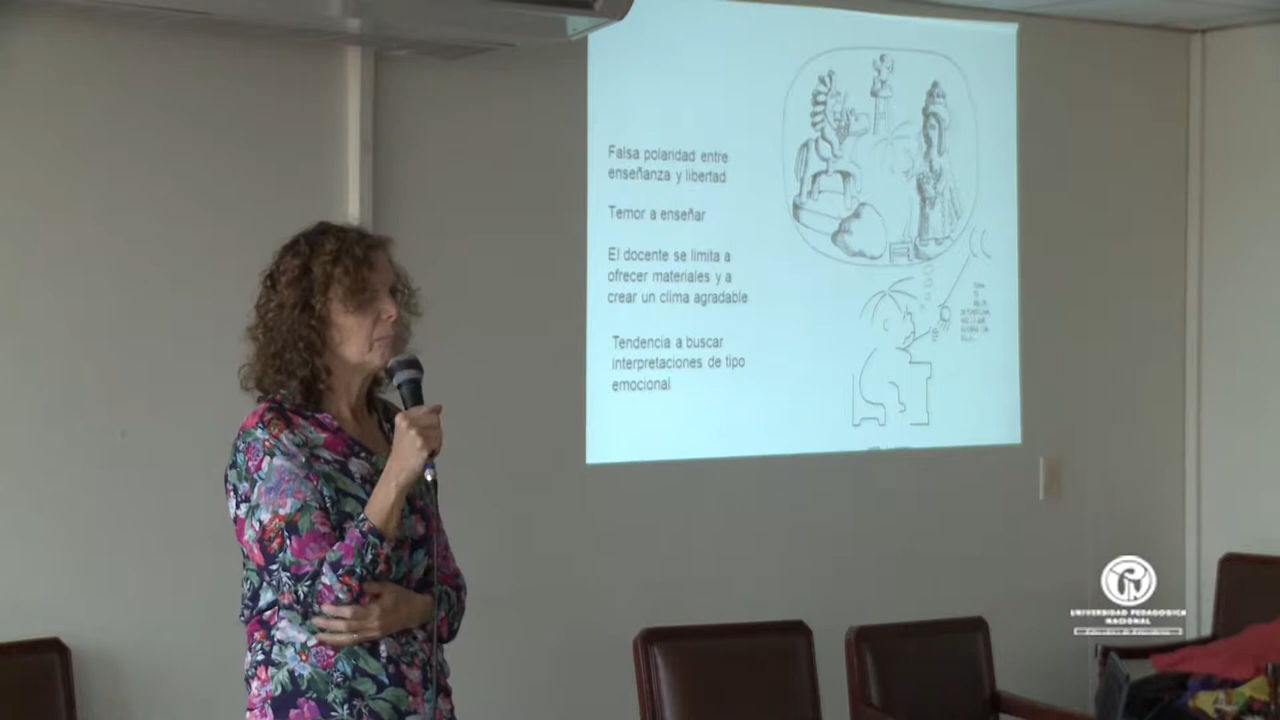 Falsa polaridad entre
enseñanza y libertad
Temor a enseñar
El docente se limita a
ofrecer materiales y a
crear un clima agradable
Tendencia a buscar
interpretaciones de tipo
emocional
UNIVERSIDAD PEDAGOGICA
NACIONAL